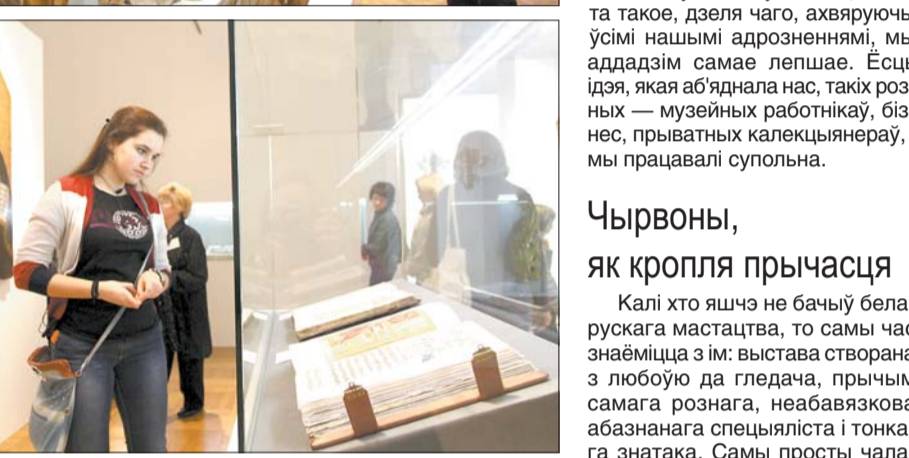 та такое, дзеля чаго, ахвяруючы
ўсімі нашымі адрозненнямі, мы
аддадзім самае лепшае. Ёсць
ідэя, якая аб'яднала нас, такіх роз-
ных — музейных работнікаў, біз-
нес, прыватных калекцыянераў, і
мы працавалі супольна.
Чырвоны,
як кропля прычасця
Калі хто яшчэ не бачыў бела-
рускага мастацтва, то самы час
знаёміцца з ім: выстава створана
з любоўю да гледача, прычым
самага рознага, неабавязкова
абазнанага спецыяліста і тонка-
га знатака. Самы просты чала-